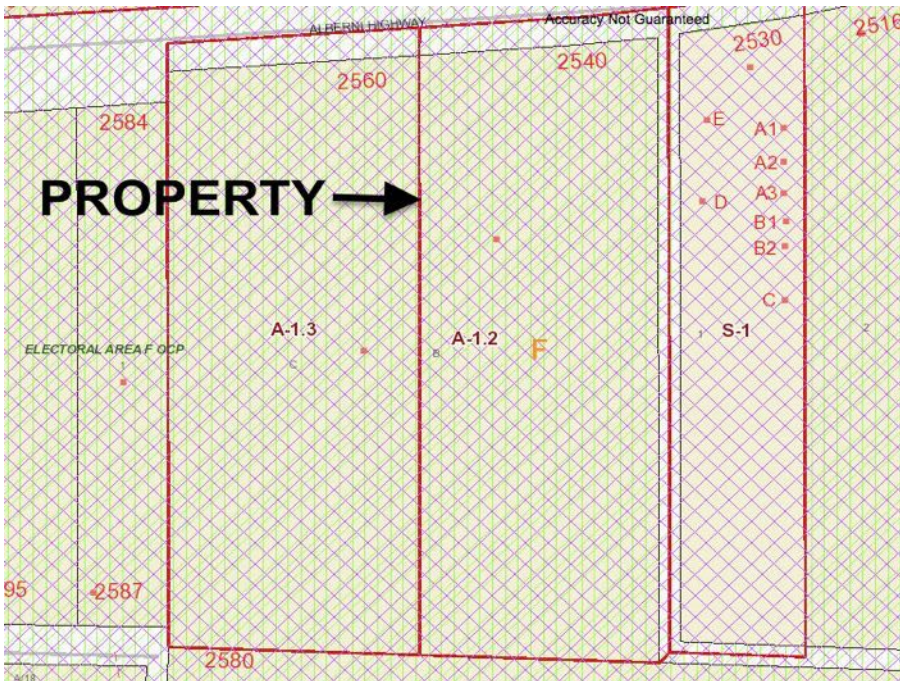 ALBERNI HIGHWAY
Accuracy Not Guaranteed
2516
2530
2560
2540
2584
E
A1
A2
PROPERTY
A3
D
B1
B2
C
A-1.3
A-1.2
S-1
1
2
ELECTORAL AREA F OCP
F
B
C
1
95
2587
2580
A/18